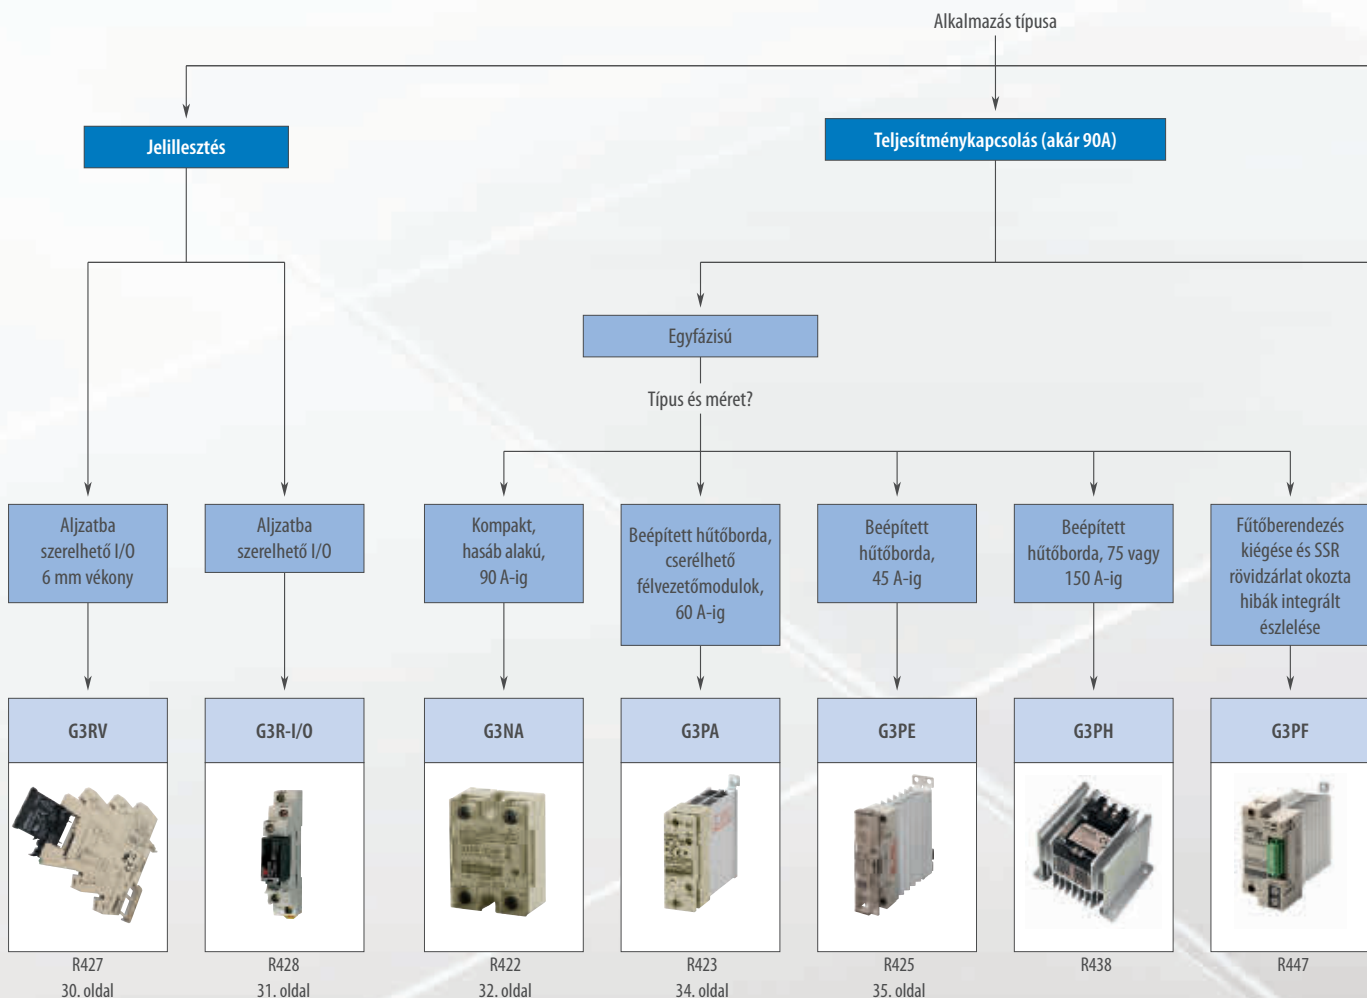 Alkalmazás típusa
Jelillesztés
Teljesítménykapcsolás (akár 90A)
Egyfázisú
Típus és méret?
Aljzatba
szerelhető I/O
6 mm vékony
Aljzatba
szerelhető I/O
Kompakt,
hasáb alakú,
90 A-ig
Beépített hűtőborda,
cserélhető
félvezetőmodulok,
60 A-ig
Beépített
hűtőborda,
45 A-ig
Beépített
hűtőborda, 75 vagy
150 A-ig
Fűtőberendezés
kiégése és SSR
rövidzárlat okozta
hibák integrált
észlelése
G3RV
G3R-I/O
G3NA
G3PA
G3PE
G3PH
G3PF
R427
30. oldal
R428
31. oldal
R422
32. oldal
R423
34. oldal
R425
35. oldal
R438
R447